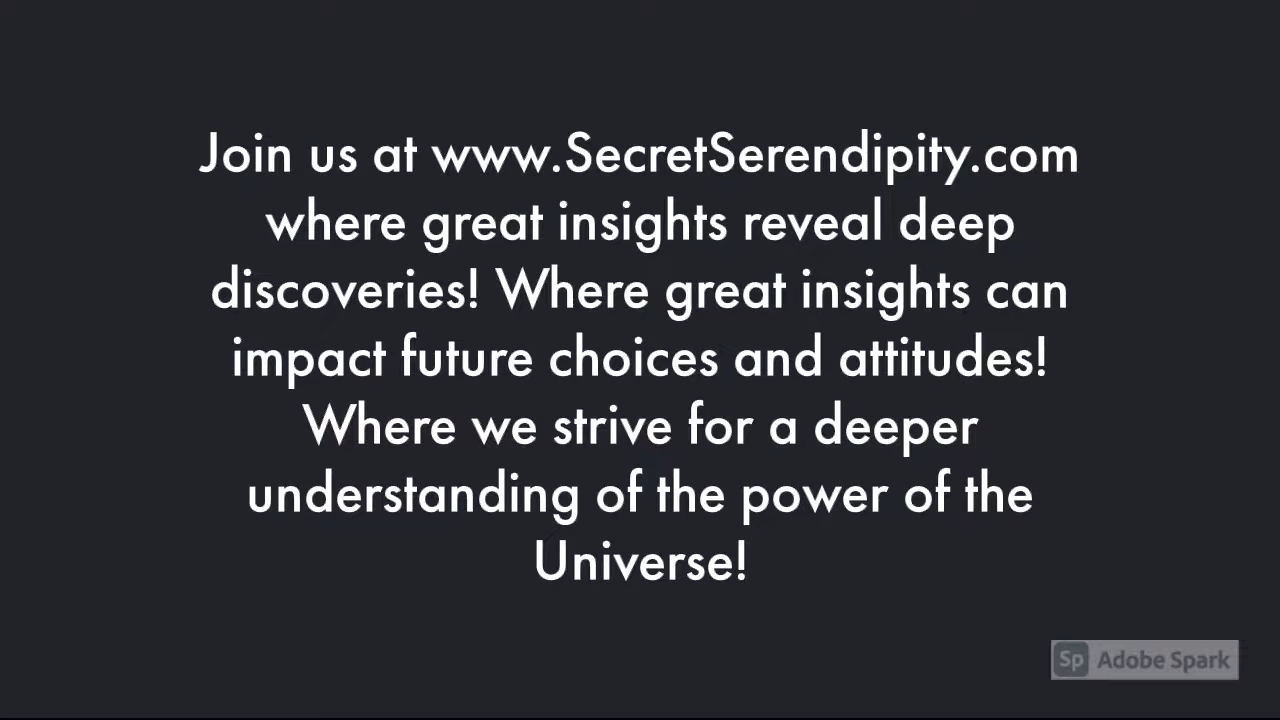 Join us at www.SecretSerendipity.com
where great insights reveal deep
discoveries! Where great insights can
impact future choices and attitudes!
Where we strive for a deeper
understanding of the power of the
Universe!
Sp Adobe Spark